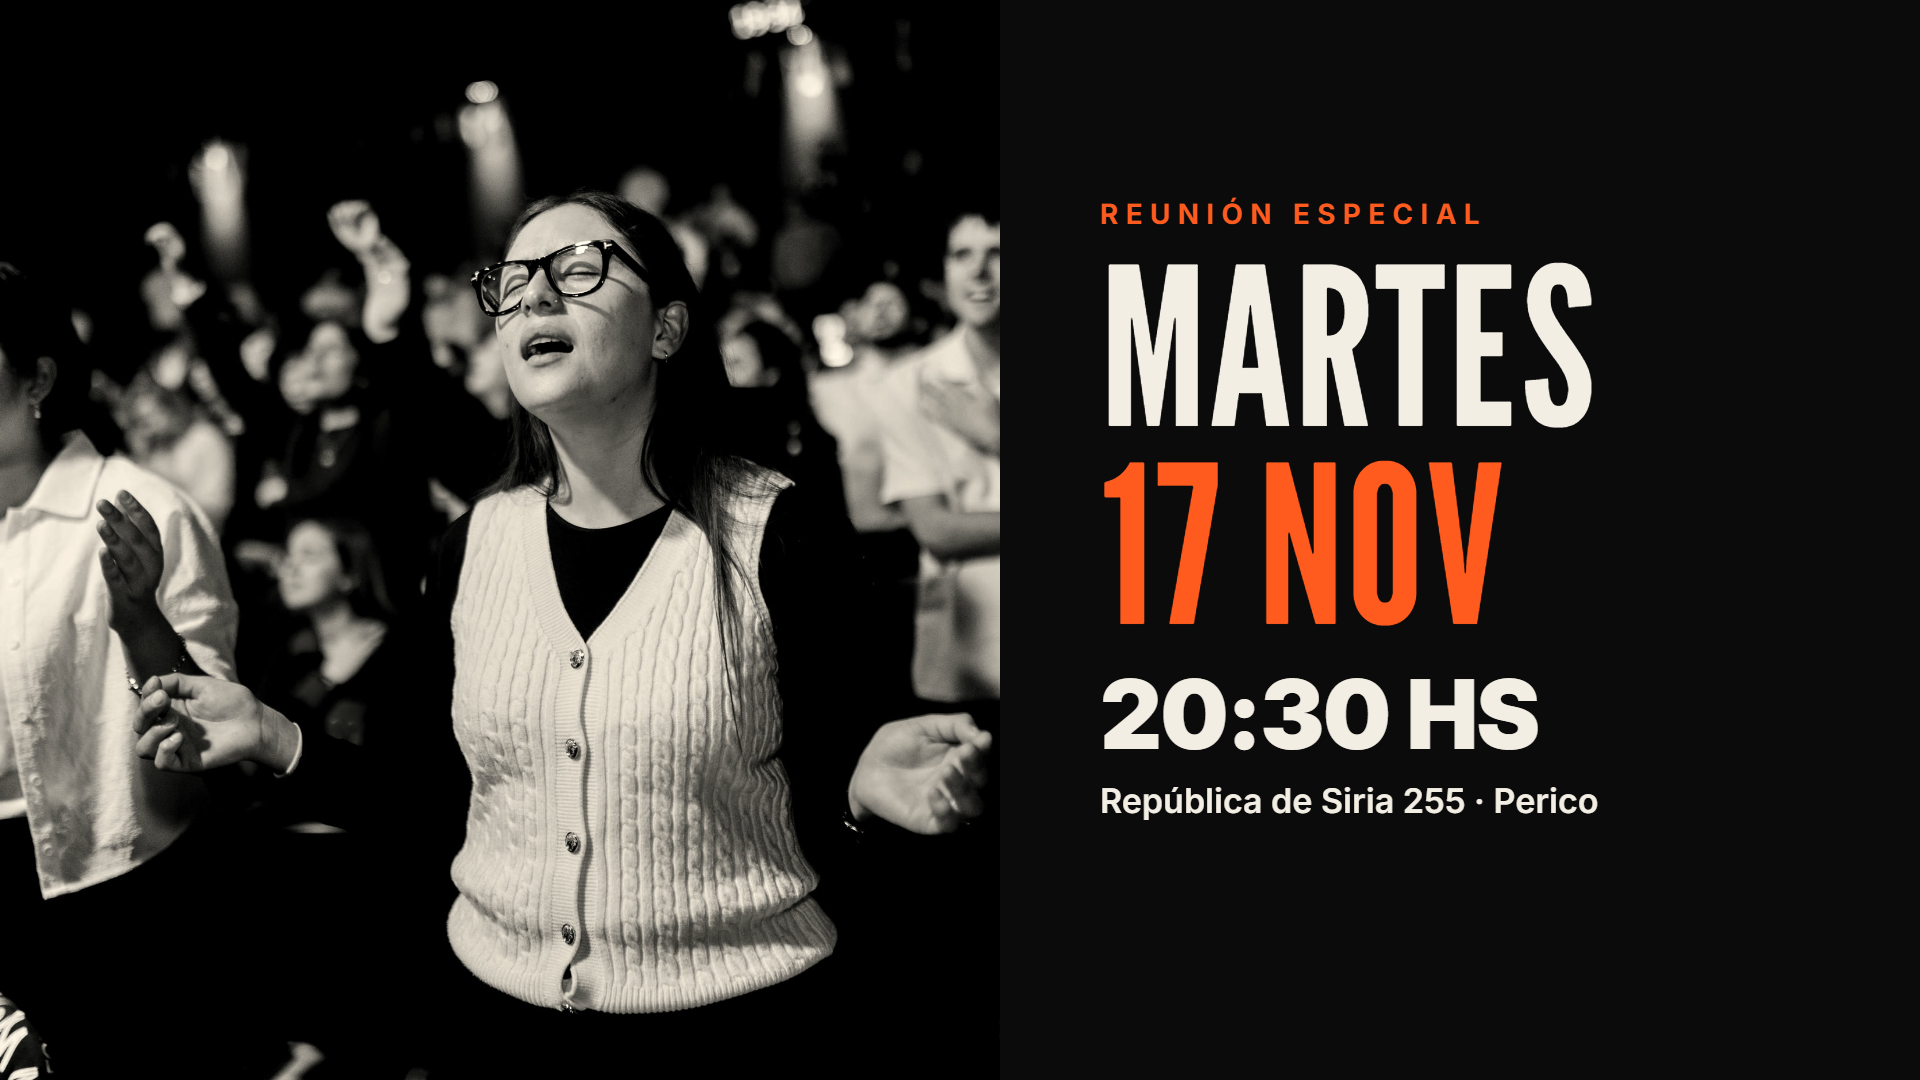 REUNIÓN ESPECIAL
MARTES
17 NOV
20:30 HS
República de Siria 255 · Perico